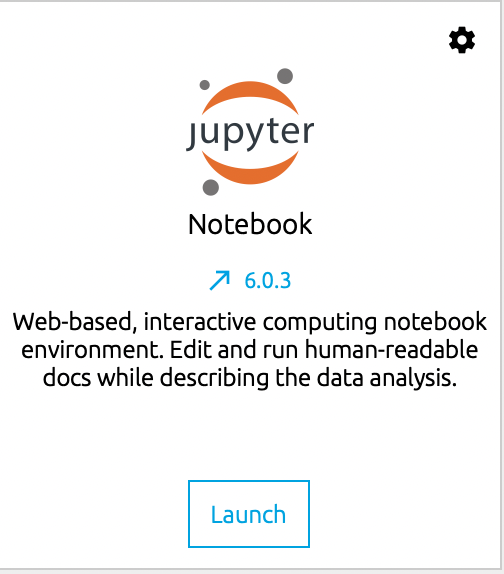 jupyter
Notebook
6.0.3
Web-based, interactive computing notebook
environment. Edit and run human-readable
docs while describing the data analysis.
Launch